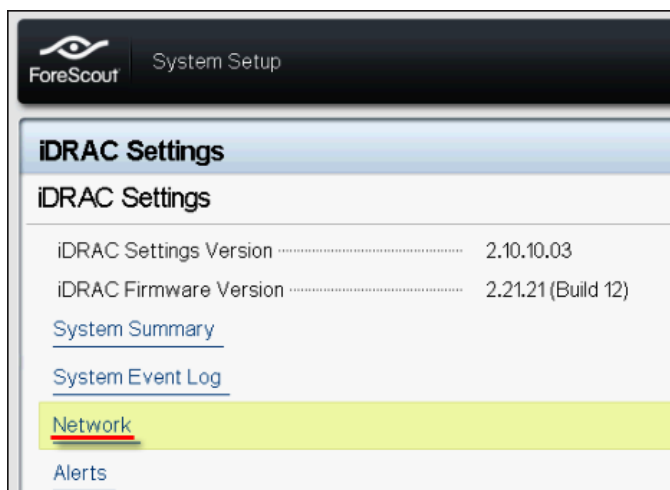 ForeScout
System Setup
iDRAC Settings
iDRAC Settings
iDRAC Settings Version 2.10.10.03
iDRAC Firmware Version 2.21.21 (Build 12)
System Summary
System Event Log
Network
Alerts